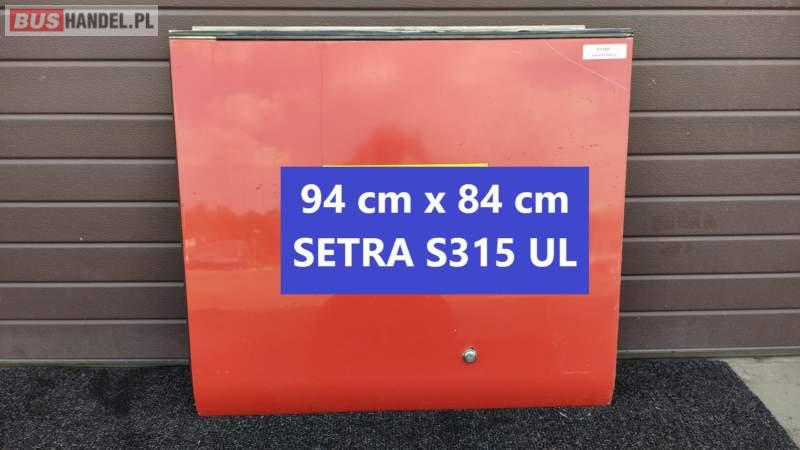 BUSHANDEL.PL
94 cm x 84 cm
SETRA S315 UL